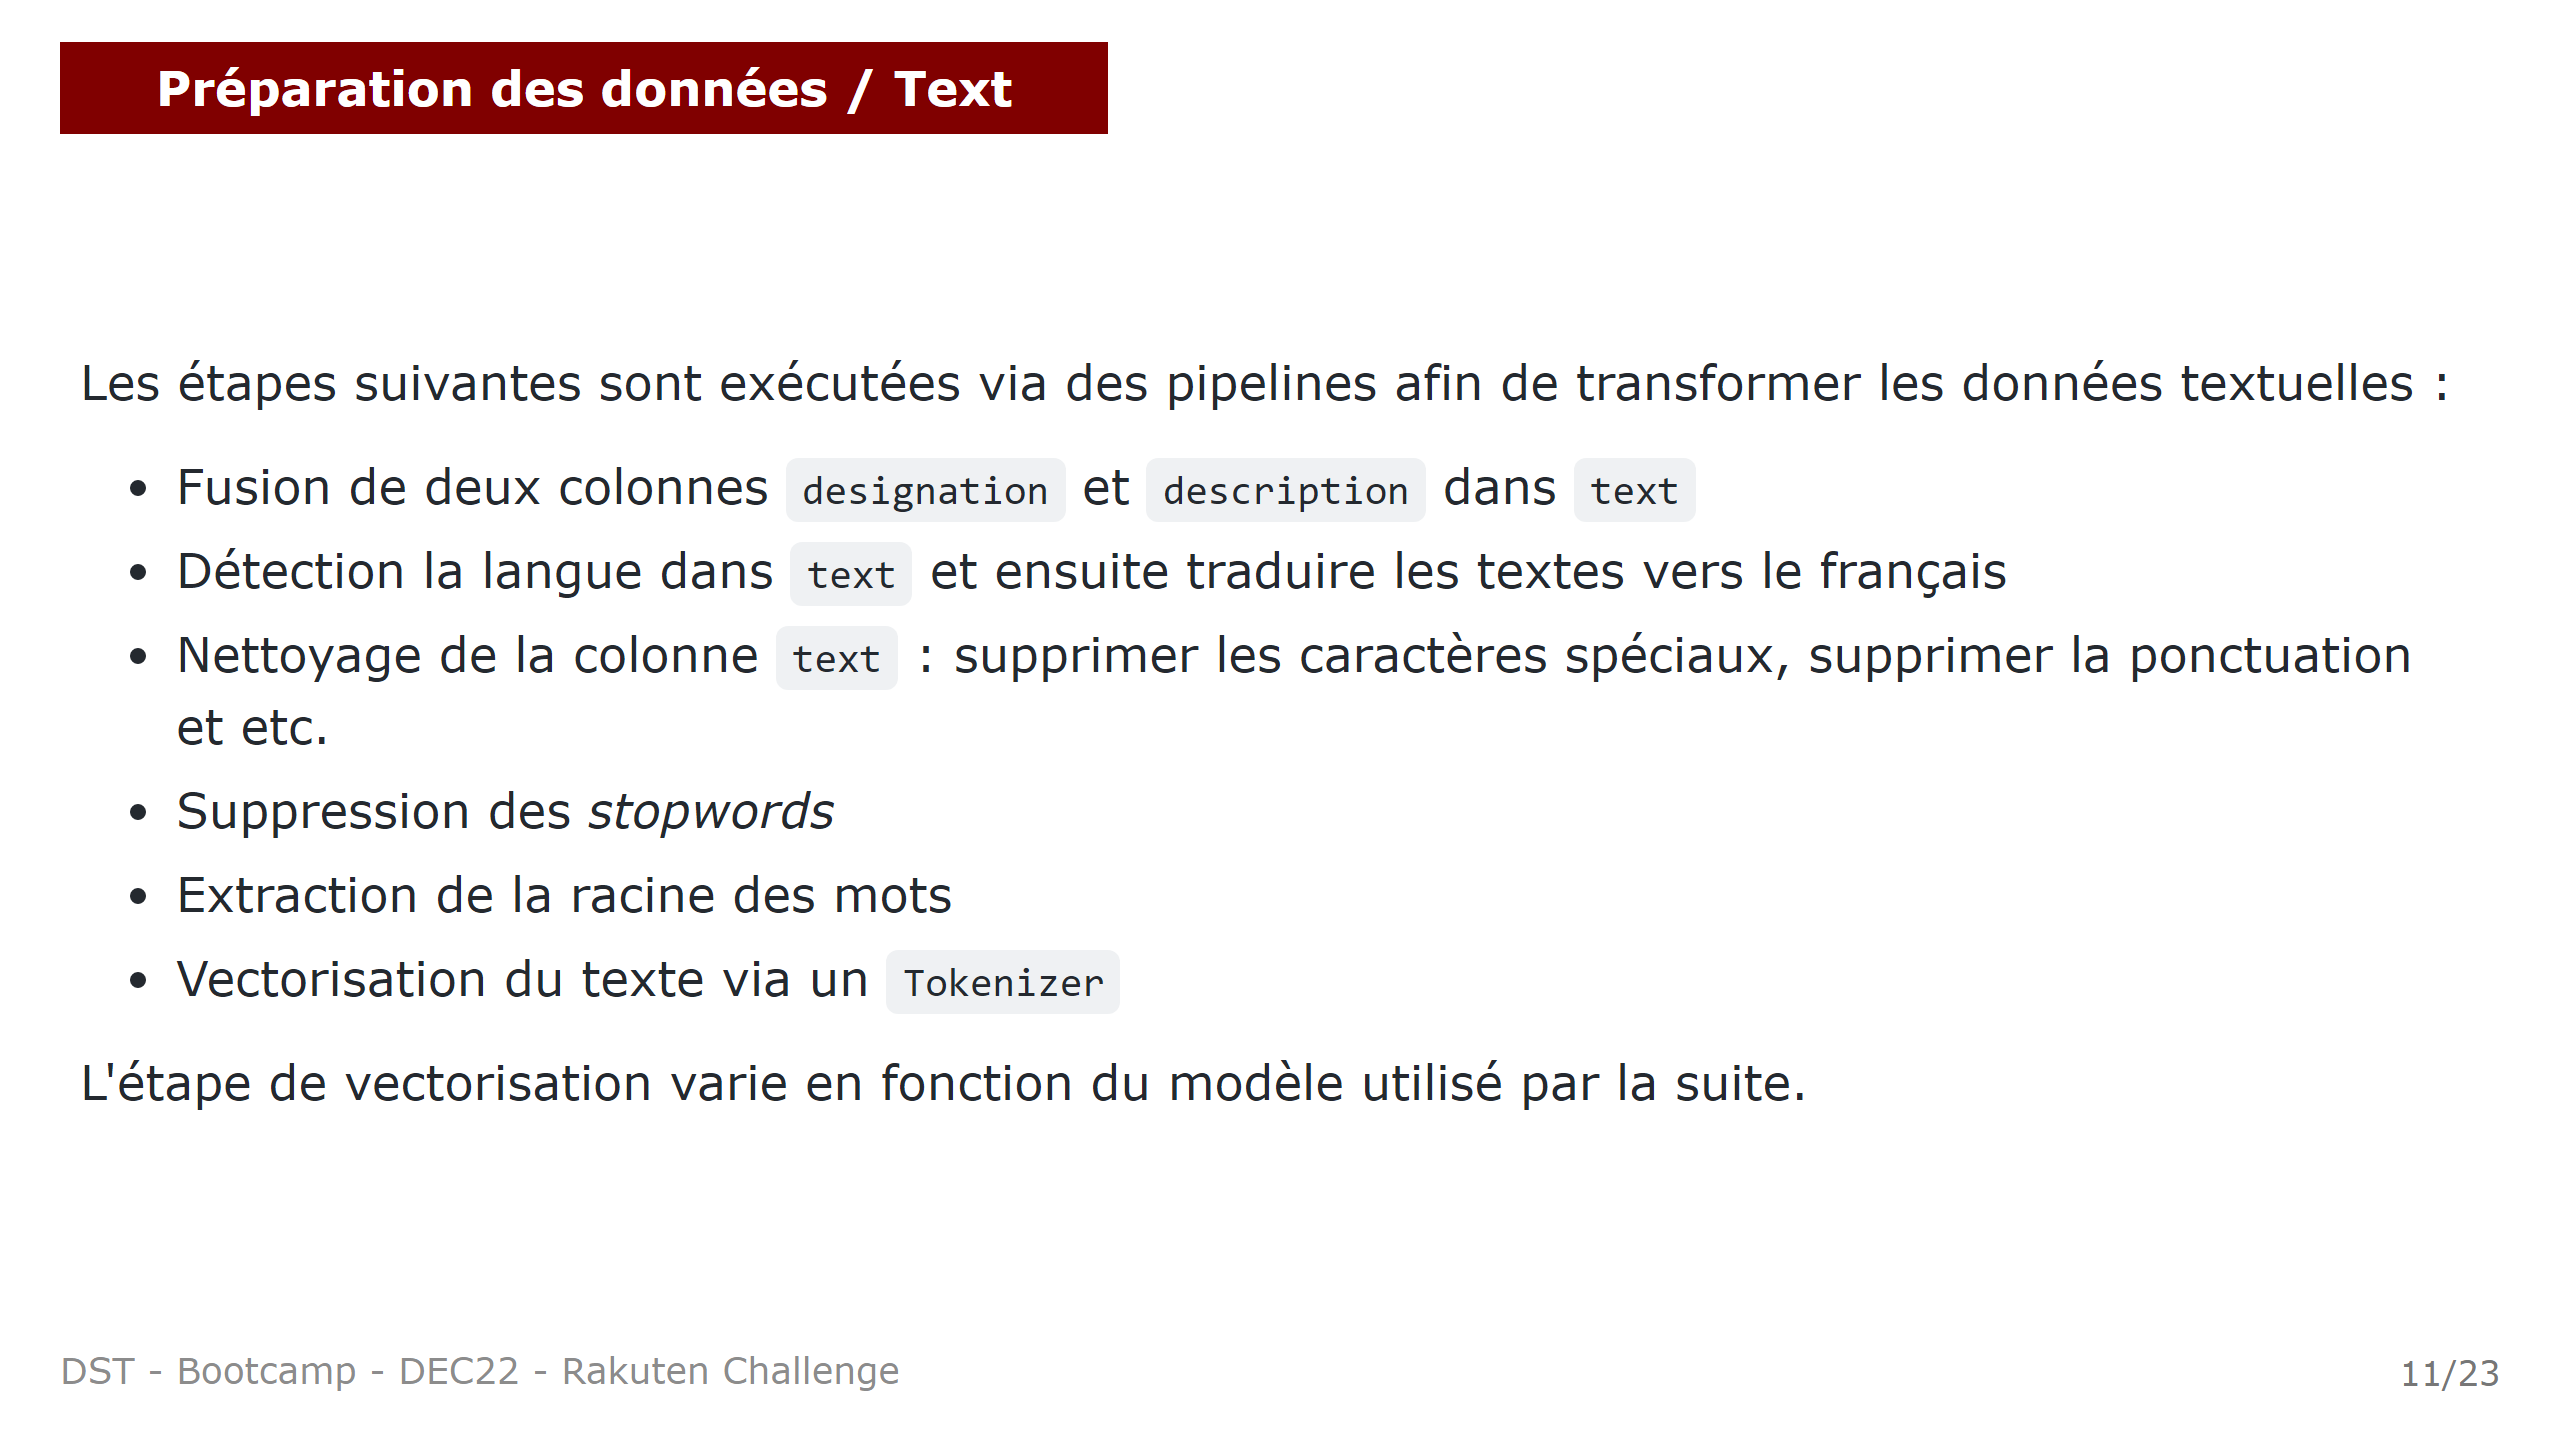 Préparation des données / Text
Les étapes suivantes sont exécutées via des pipelines afin de transformer les données textuelles :
• Fusion de deux colonnes designation et description dans text
• Détection la langue dans text et ensuite traduire les textes vers le français
• Nettoyage de la colonne text : supprimer les caractères spéciaux, supprimer la ponctuation
et etc.
• Suppression des stopwords
• Extraction de la racine des mots
• Vectorisation du texte via un Tokenizer
L'étape de vectorisation varie en fonction du modèle utilisé par la suite.
DST - Bootcamp - DEC22 - Rakuten Challenge
11/23